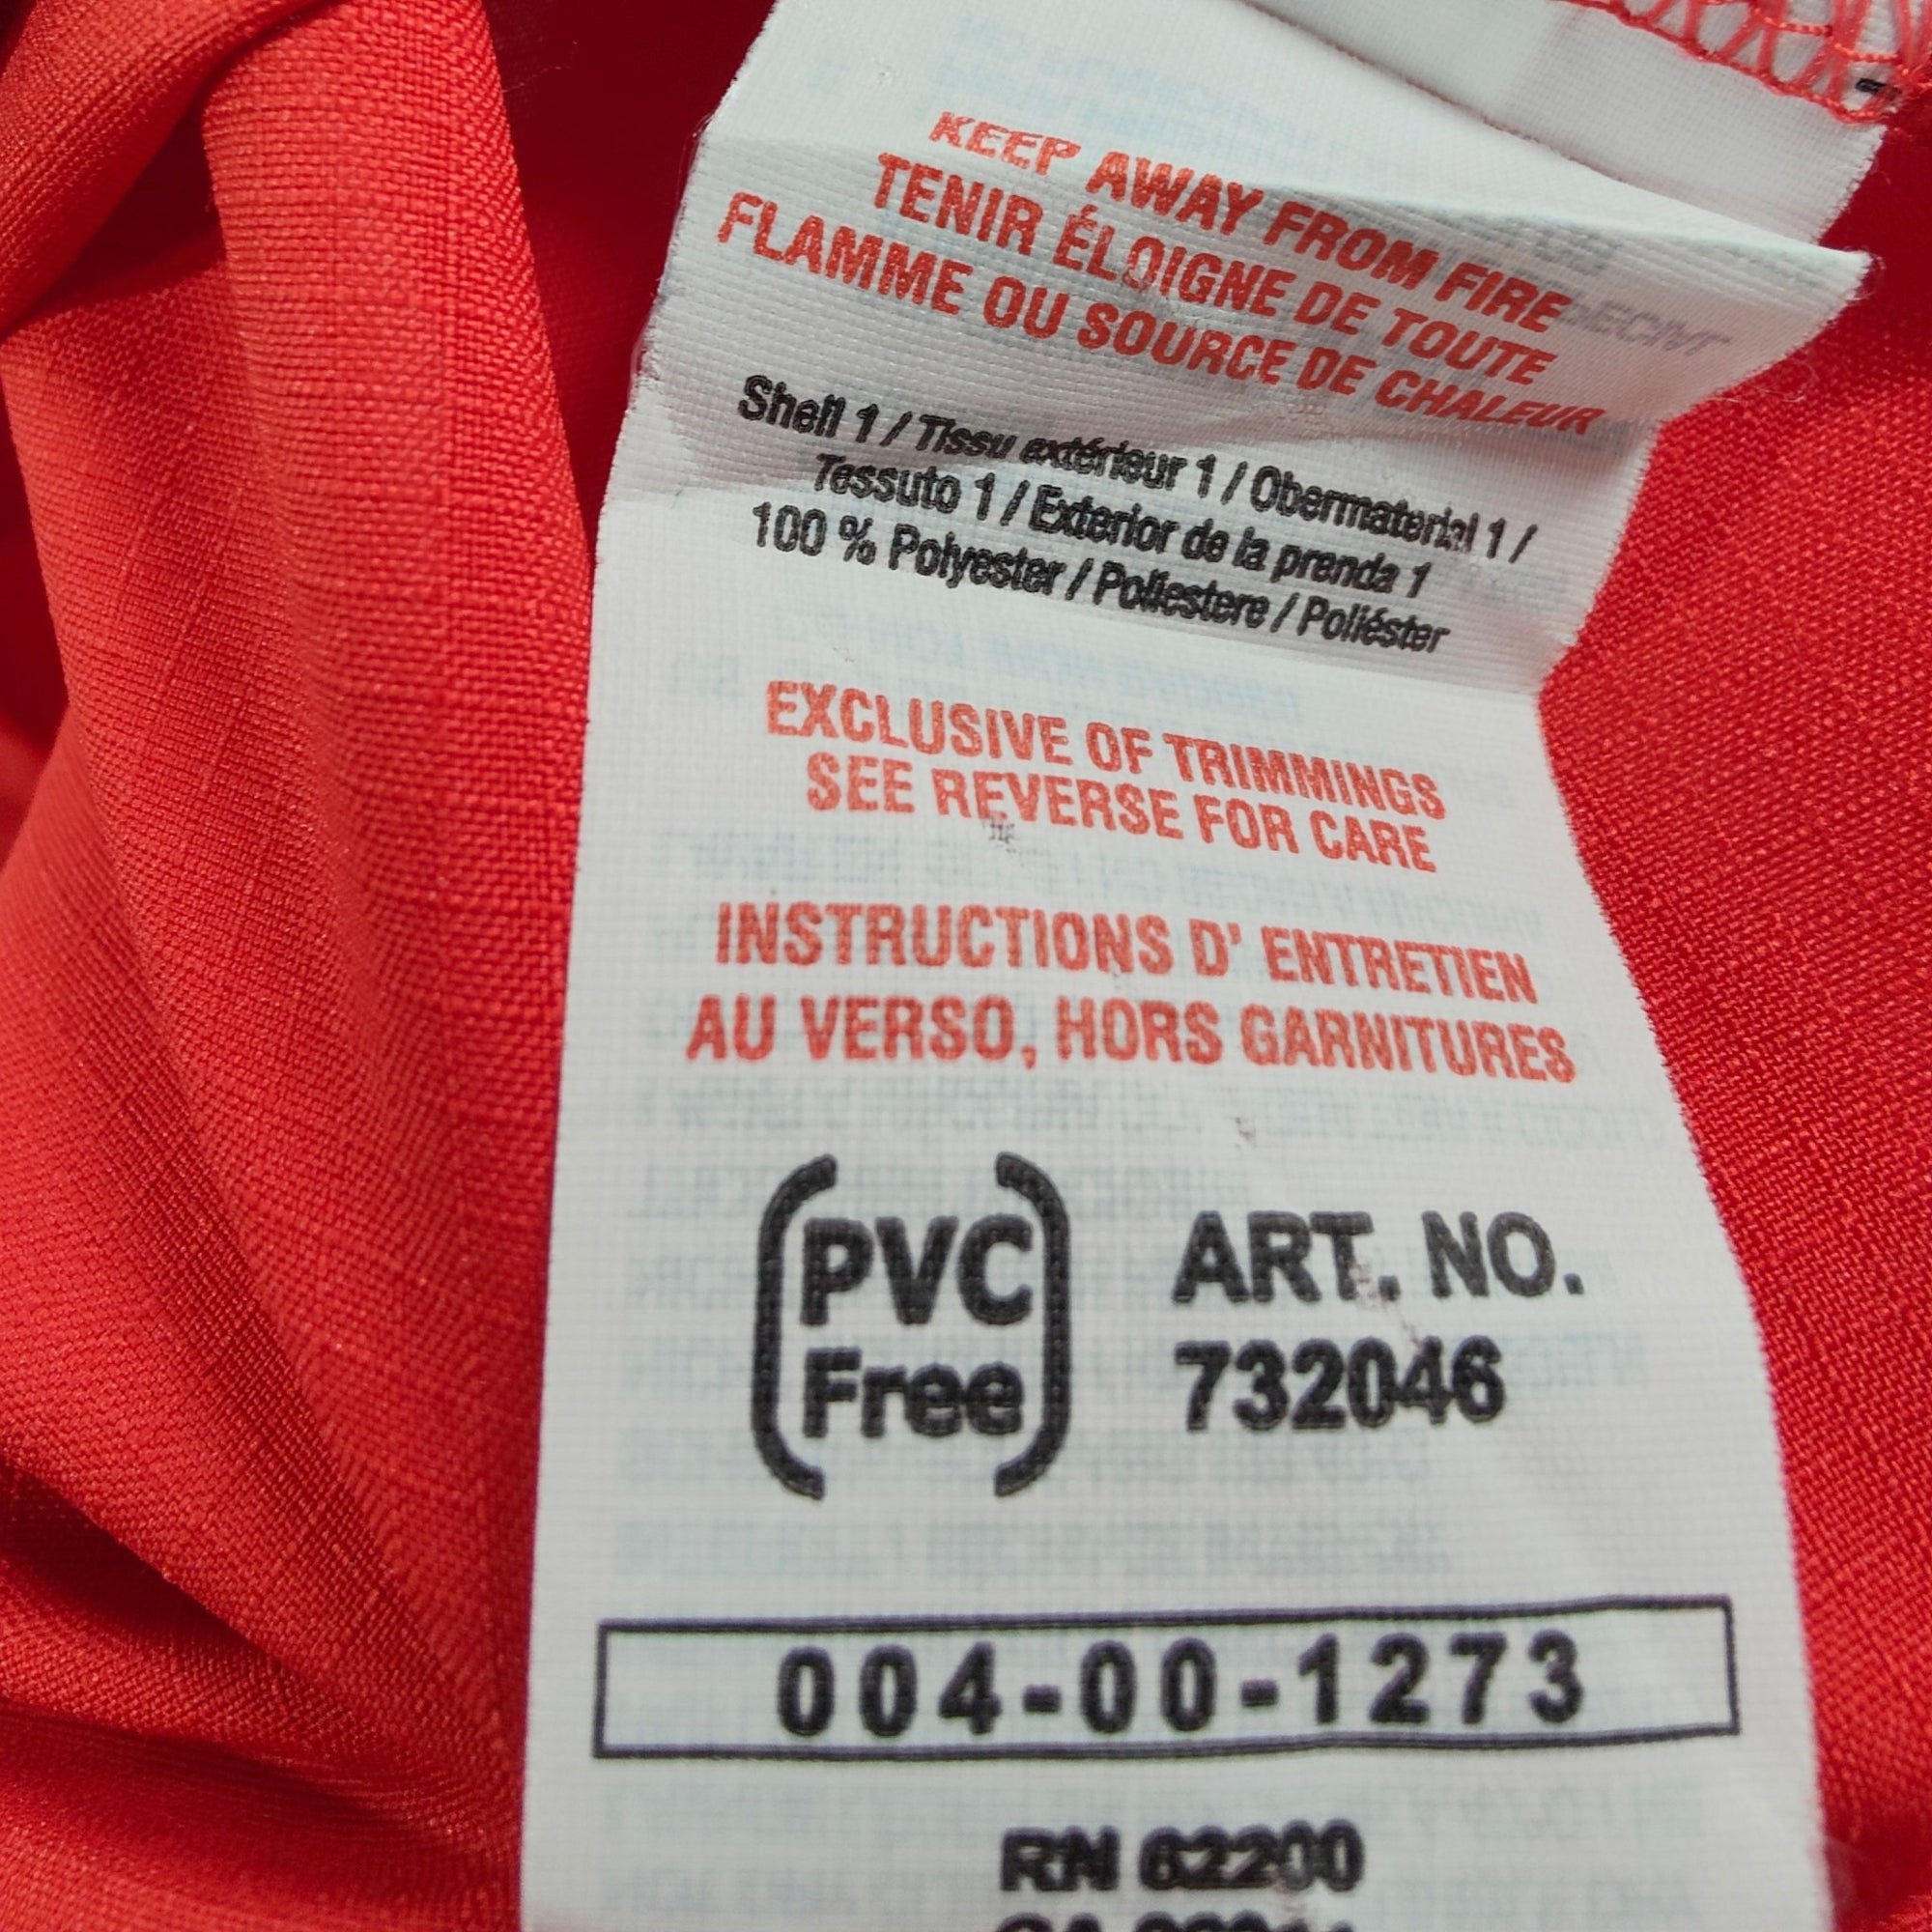 KEEP AWAY FROM FIRE
TENIR ÉLOIGNE DE TOUTE
FLAMME OU SOURCE DE CHALEUR
Shell 1 / Tissu extérieur 1 / Obermaterial 1 /
Tessuto 1 / Exterior de la prenda 1
100 % Polyester / Poliestere / Poliéster
EXCLUSIVE OF TRIMMINGS
SEE REVERSE FOR CARE
INSTRUCTIONS D' ENTRETIEN
AU VERSO, HORS GARNITURES
PVC
Free
ART. NO.
732046
004-00-1273
RN 62200
CA